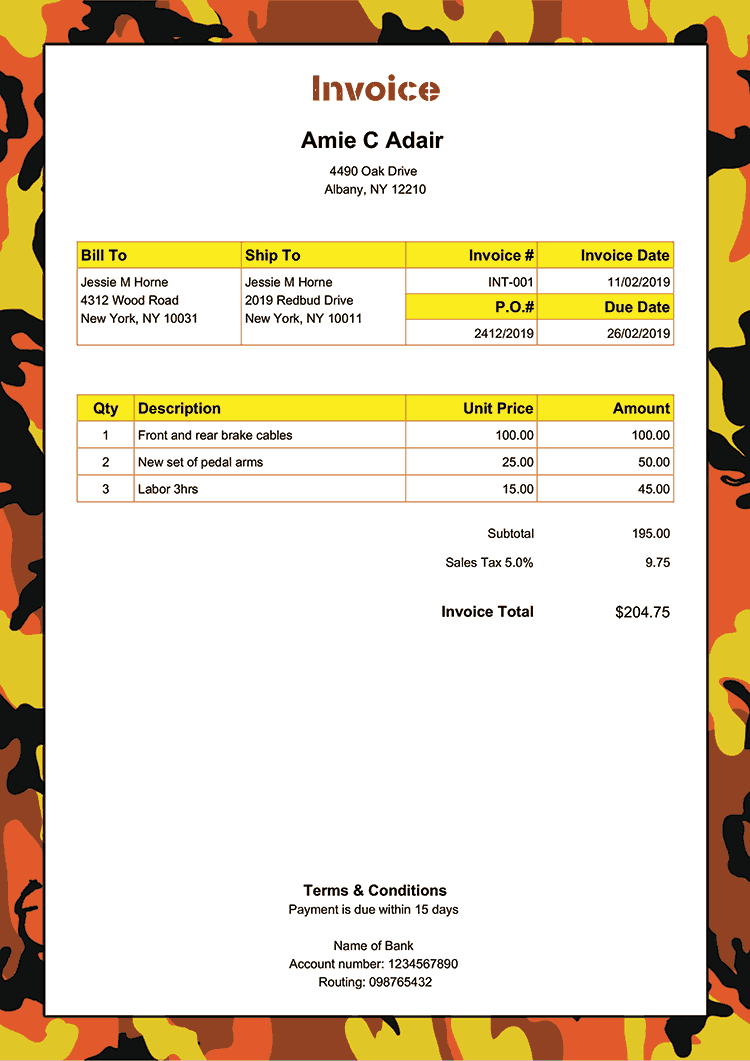 Invoice
Amie C Adair
4490 Oak Drive
Albany, NY 12210
Bill To Ship To Invoice # Invoice Date
Jessie M Horne Jessie M Horne INT-001 11/02/2019
4312 Wood Road 2019 Redbud Drive P.O.# Due Date
New York, NY 10031 New York, NY 10011 2412/2019 26/02/2019
Qty Description Unit Price Amount
1 Front and rear brake cables 100.00 100.00
2 New set of pedal arms 25.00 50.00
3 Labor 3hrs 15.00 45.00
Subtotal 195.00
Sales Tax 5.0% 9.75
Invoice Total $204.75
Terms & Conditions
Payment is due within 15 days
Name of Bank
Account number: 1234567890
Routing: 098765432